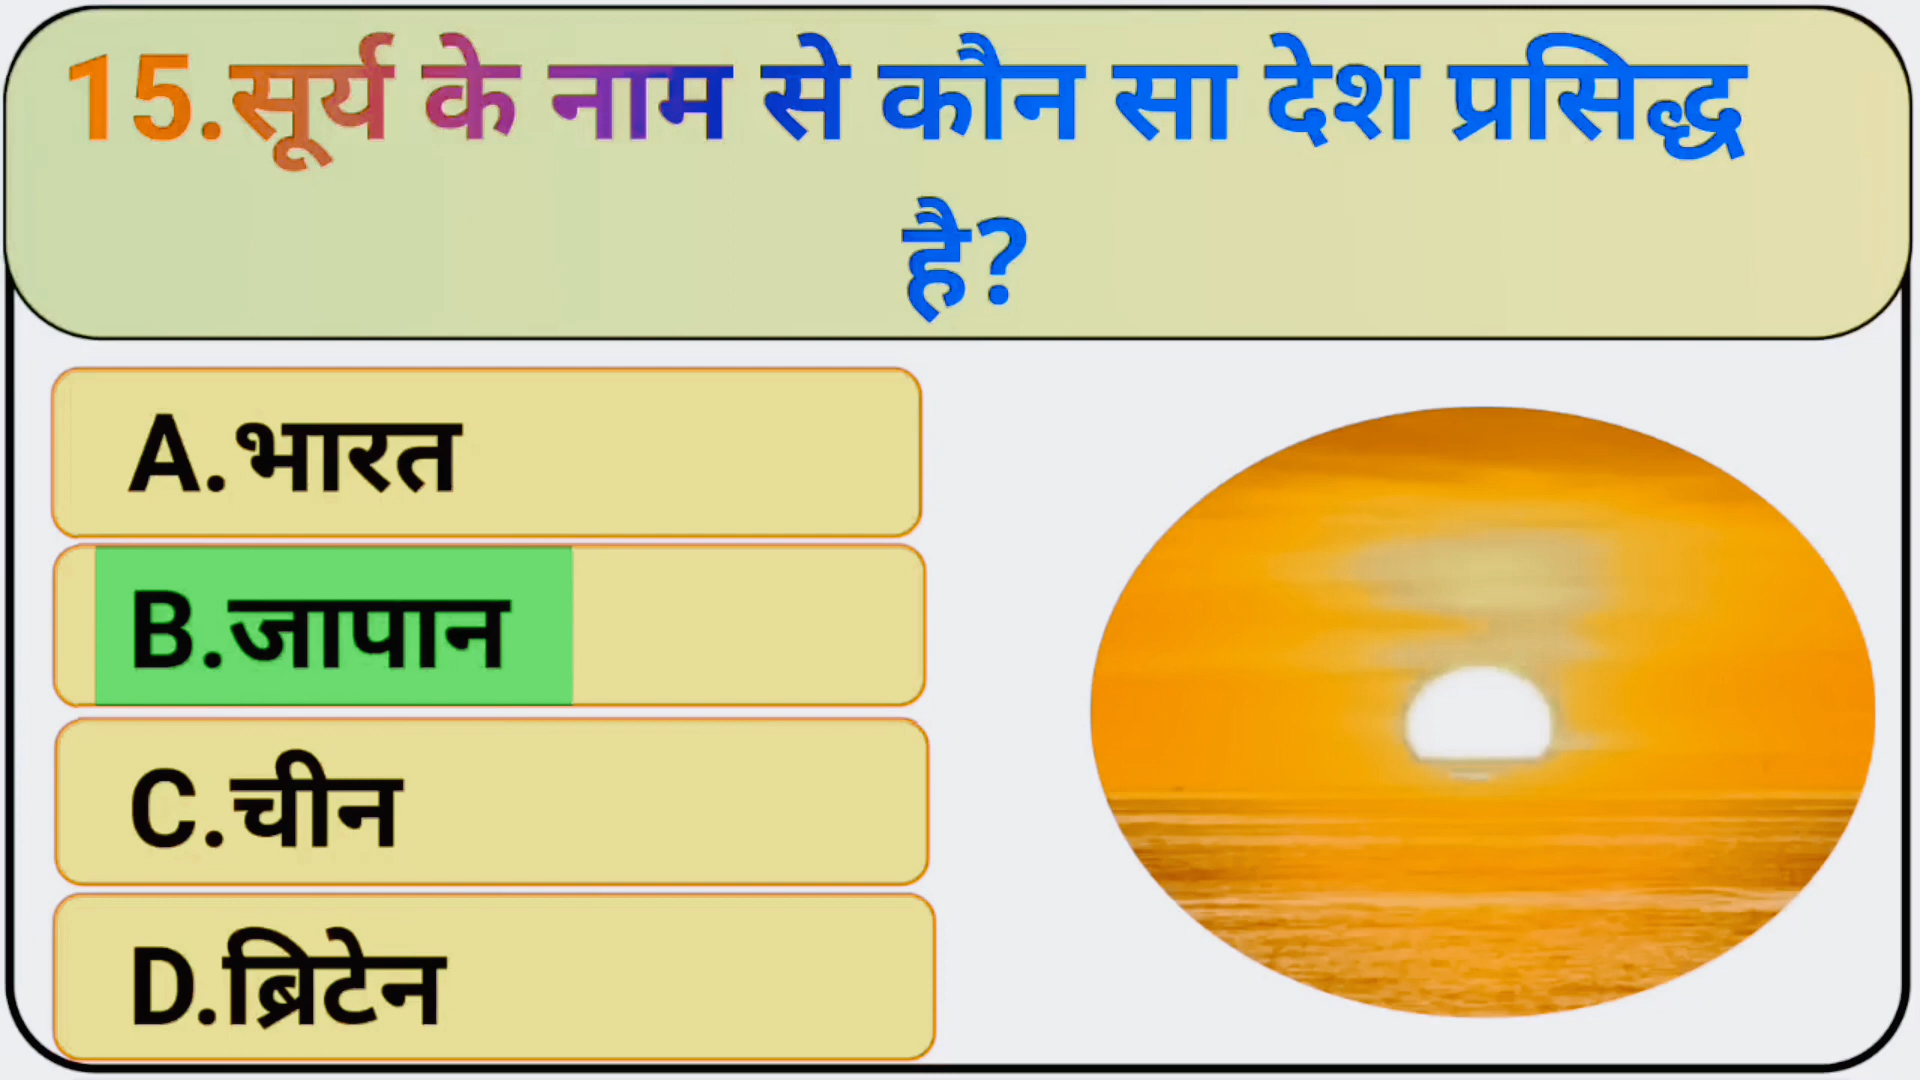 15.सूर्य के नाम से कौन सा देश प्रसिद्ध
है?
A.भारत
B.जापान
C.चीन
D.ब्रिटेन